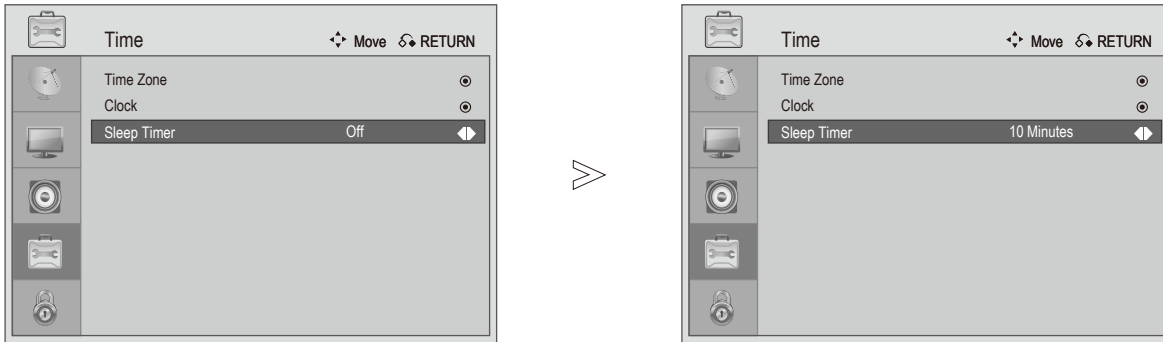 Time Move RETURN
Time Zone
Clock
Sleep Timer Off
Time Move RETURN
Time Zone
Clock
Sleep Timer 10 Minutes